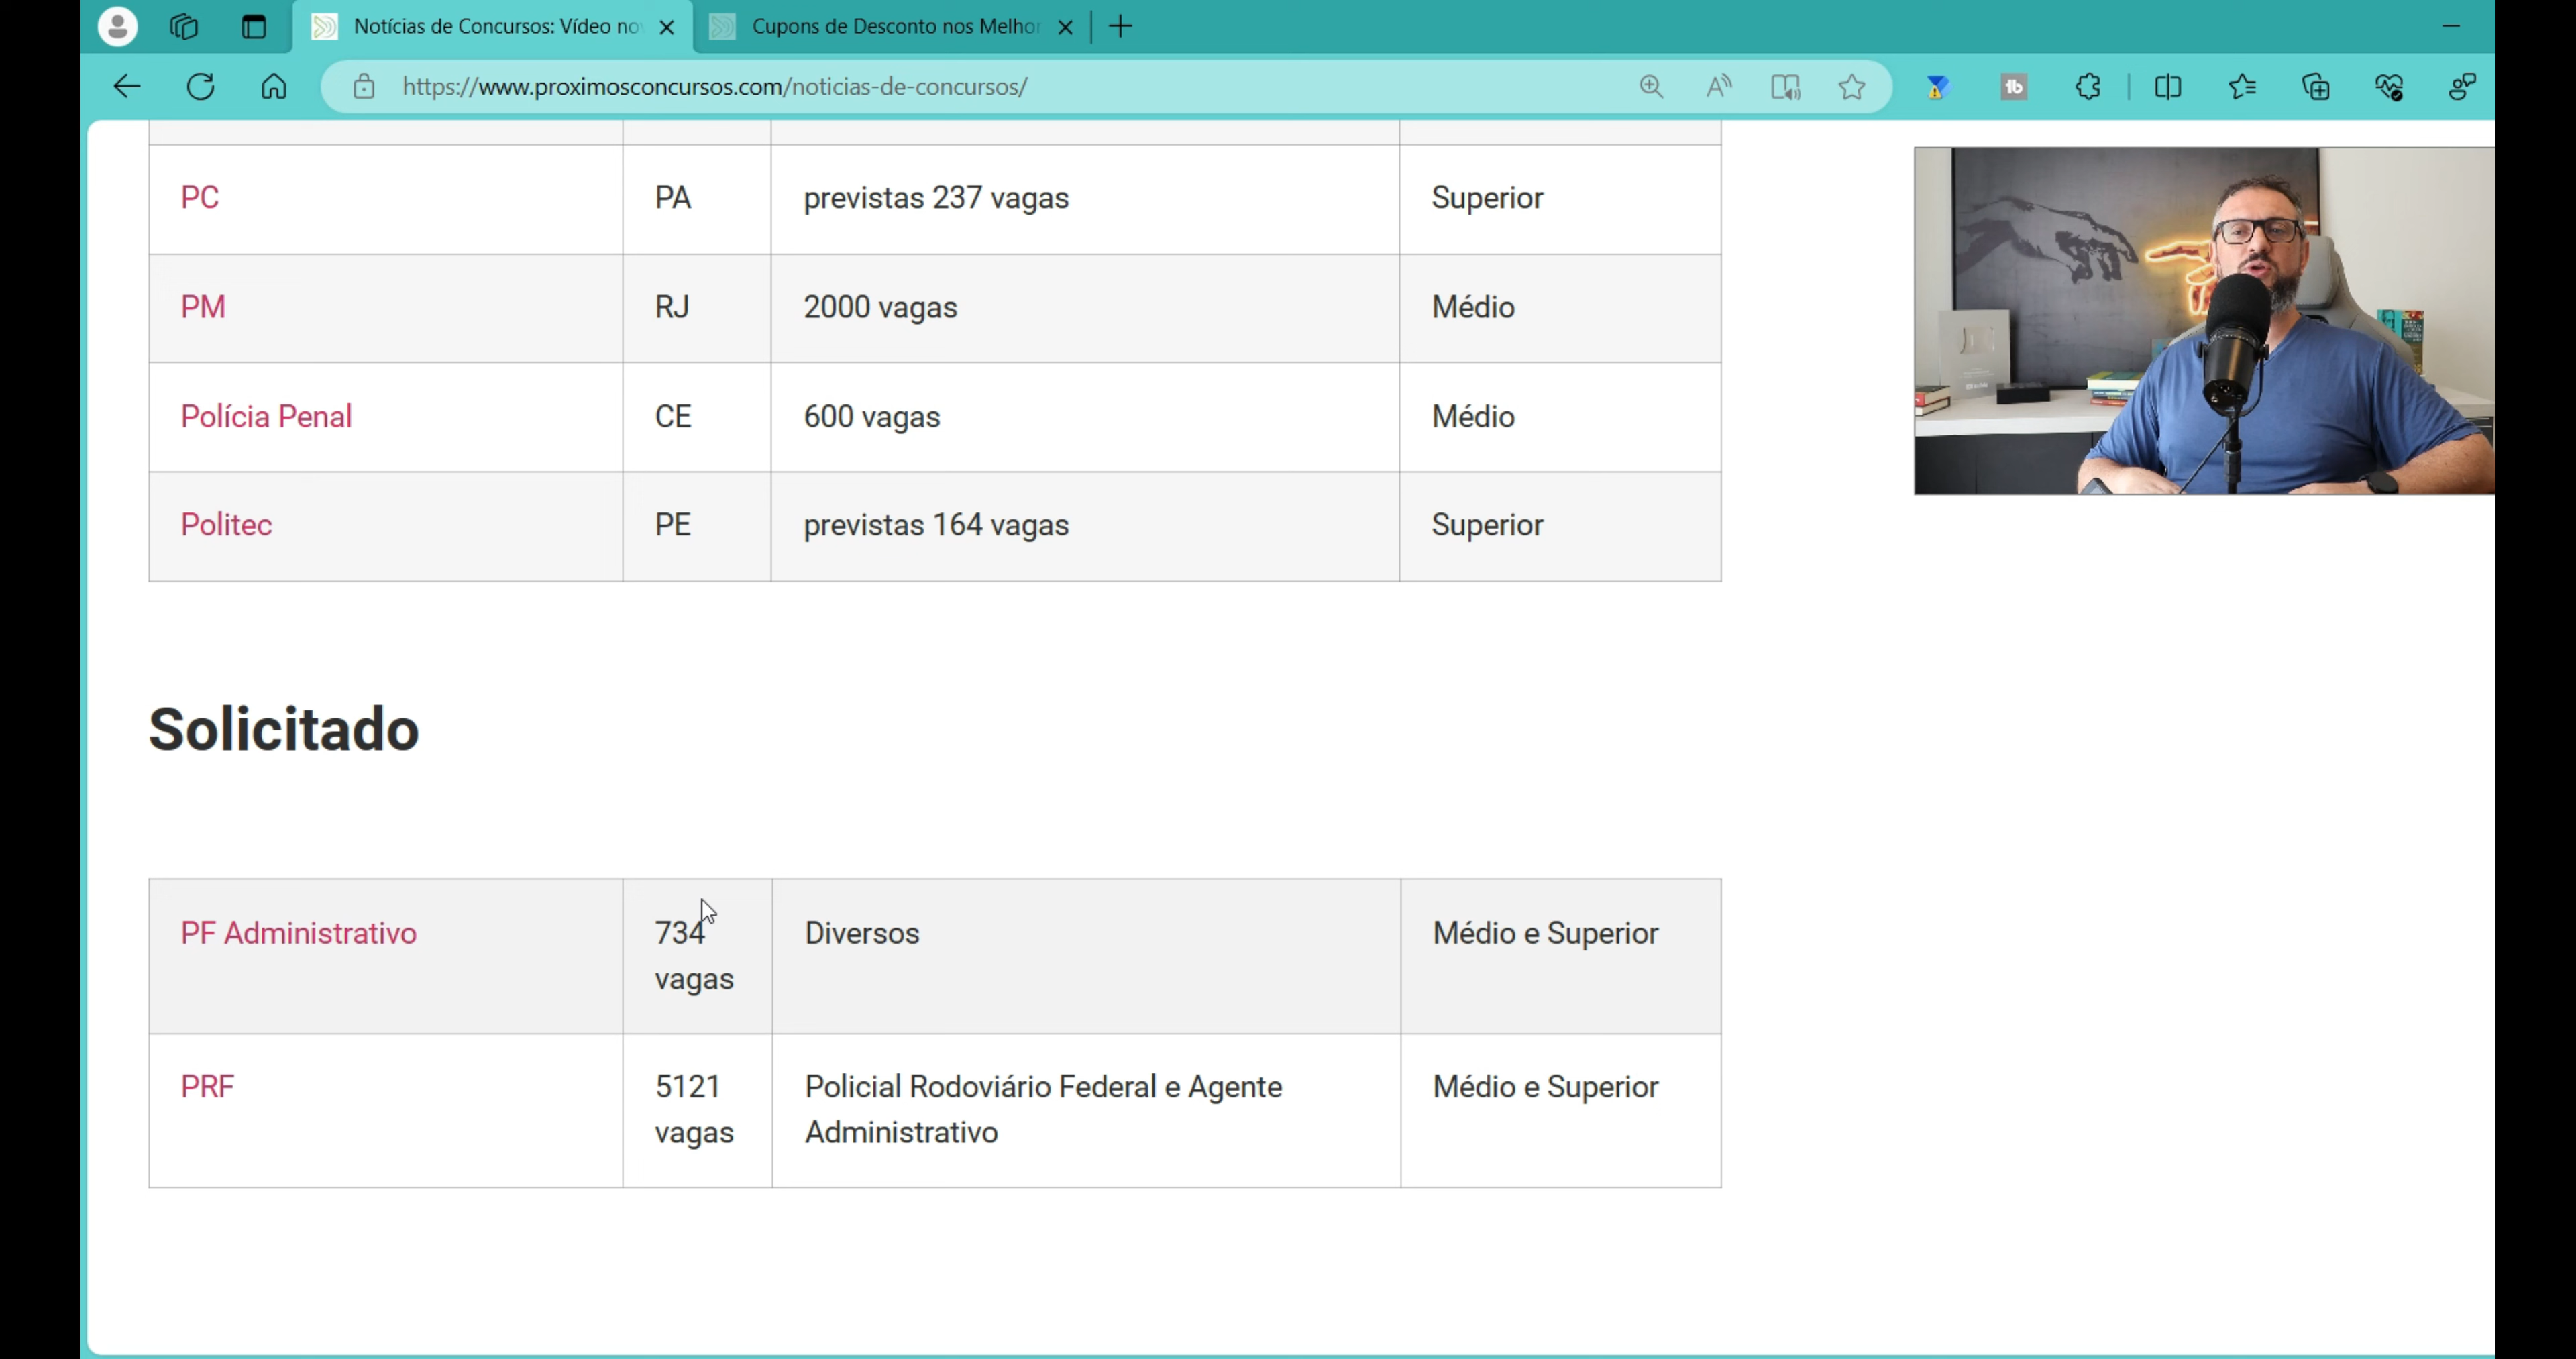 Notícias de Concursos: Vídeo no
Cupons de Desconto nos Melhor
https://www.proximosconcursos.com/noticias-de-concursos/
PC PA previstas 237 vagas Superior
PM RJ 2000 vagas Médio
Polícia Penal CE 600 vagas Médio
Politec PE previstas 164 vagas Superior
Solicitado
PF Administrativo 734 Diversos Médio e Superior
vagas
PRF 5121 Policial Rodoviário Federal e Agente Médio e Superior
vagas Administrativo